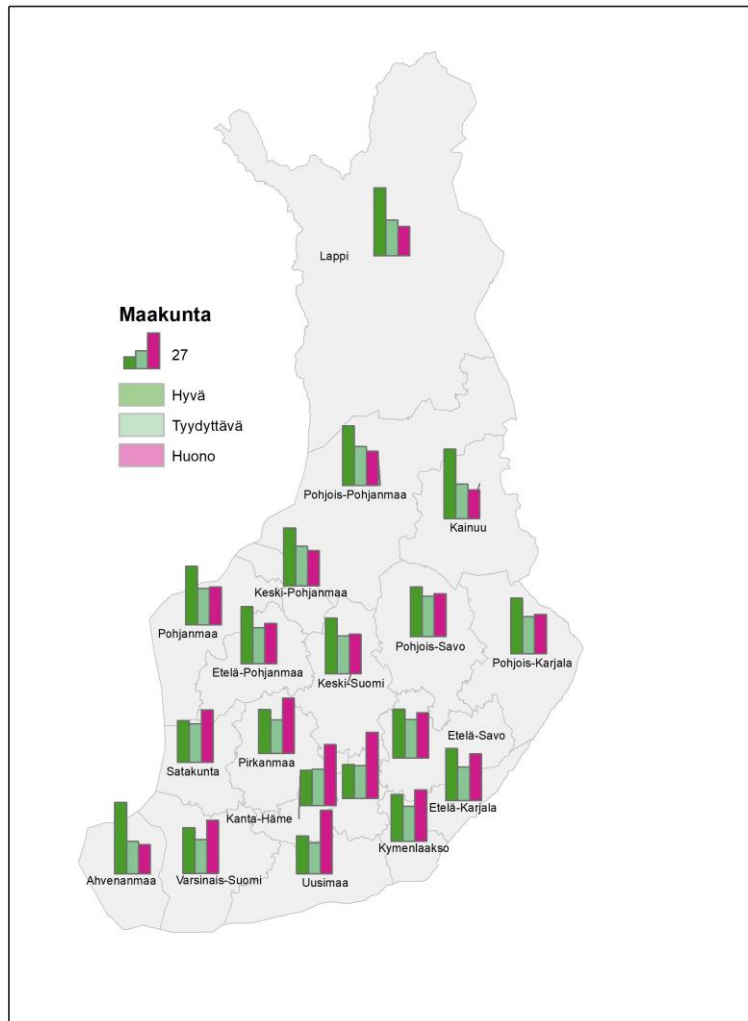 Lappi
Maakunta
27
Hyvä
Tyydyttävä
Huono
Pohjois-Pohjanmaa
Kainuu
Keski-Pohjanmaa
Pohjanmaa
Etelä-Pohjanmaa
Keski-Suomi
Pohjois-Savo
Pohjois-Karjala
Etelä-Savo
Satakunta
Pirkanmaa
Etelä-Karjala
Kanta-Häme
Kymenlaakso
Ahvenanmaa
Varsinais-Suomi
Uusimaa